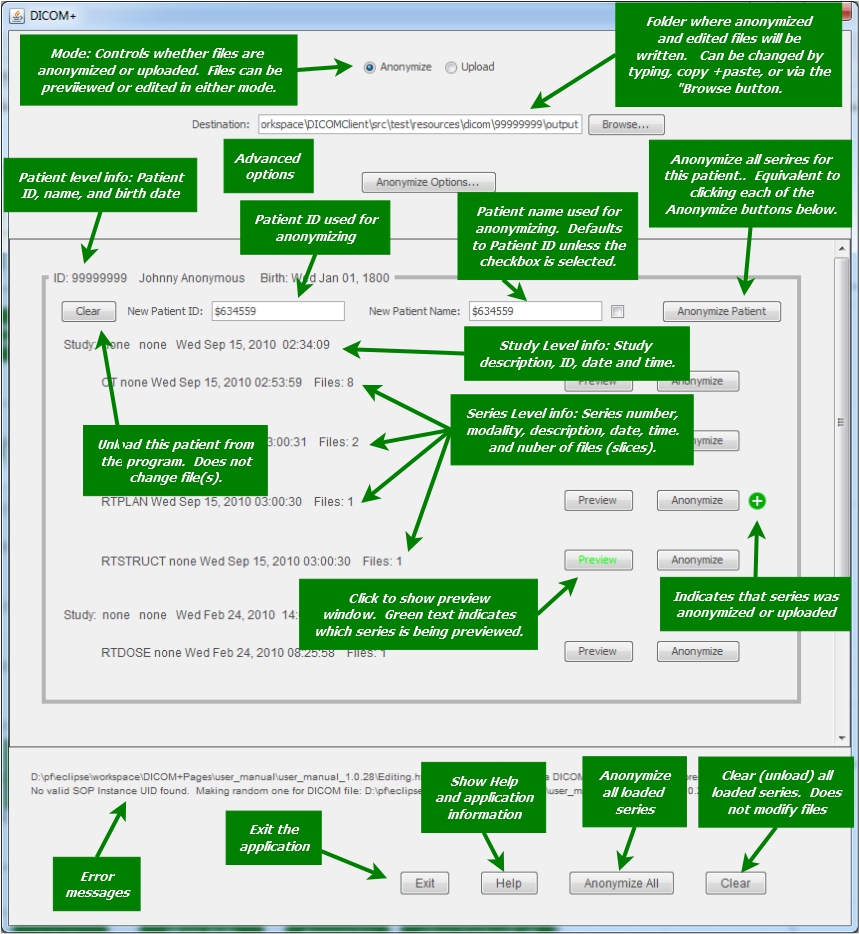 DICOM+
Mode: Controls whether files are
anonymized or uploaded. Files can be
previiewed or edited in either mode.
Anonymize
Upload
Folder where anonymized
and edited files will be
written. Can be changed by
typing, copy +paste, or via the
"Browse button.
Destination:
orkspace\DICOMClient\src\test\resources\dicom\99999999\output
Browse...
Patient level info: Patient
ID, name, and birth date
Advanced
options
Anonymize Options...
Anonymize all serires for
this patient.. Equivalent to
clicking each of the
Anonymize buttons below.
Patient ID used for
anonymizing
Patient name used for
anonymizing. Defaults
to Patient ID unless the
checkbox is selected.
ID: 99999999 Johnny Anonymous Birth: Wed Jan 01, 1800
Clear
New Patient ID:
$634559
New Patient Name:
$634559
Anonymize Patient
Study: none none Wed Sep 15, 2010 02:34:09
Study Level info: Study
description, ID, date and time.
CT none Wed Sep 15, 2010 02:53:59 Files: 8
Preview
Anonymize
Series Level info: Series number,
modality, description, date, time.
and nuber of files (slices).
Unload this patient from
the program. Does not
change file(s).
3:00:31 Files: 2
nymize
RTPLAN Wed Sep 15, 2010 03:00:30 Files: 1
Preview
Anonymize
RTSTRUCT none Wed Sep 15, 2010 03:00:30 Files: 1
Preview
Anonymize
Click to show preview
window. Green text indicates
which series is being previewed.
Indicates that series was
anonymized or uploaded
Study: none none Wed Feb 24, 2010 14:
RTDOSE none Wed Feb 24, 2010 08:25:58 Files: 1
Preview
Anonymize
D:\pf\eclipse\workspace\DICOM+Pages\user_manual\user_manual_1.0.28\Editing.h
a DICOM
No valid SOP Instance UID found. Making random one for DICOM file: D:\pf\eclips
\user_m
Show Help
and application
information
Anonymize
all loaded
series
Clear (unload) all
loaded series. Does
not modify files
Exit the
application
Error
messages
Exit
Help
Anonymize All
Clear